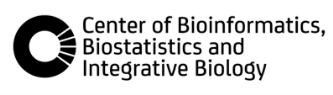 Center of Bioinformatics,
Biostatistics and
Integrative Biology